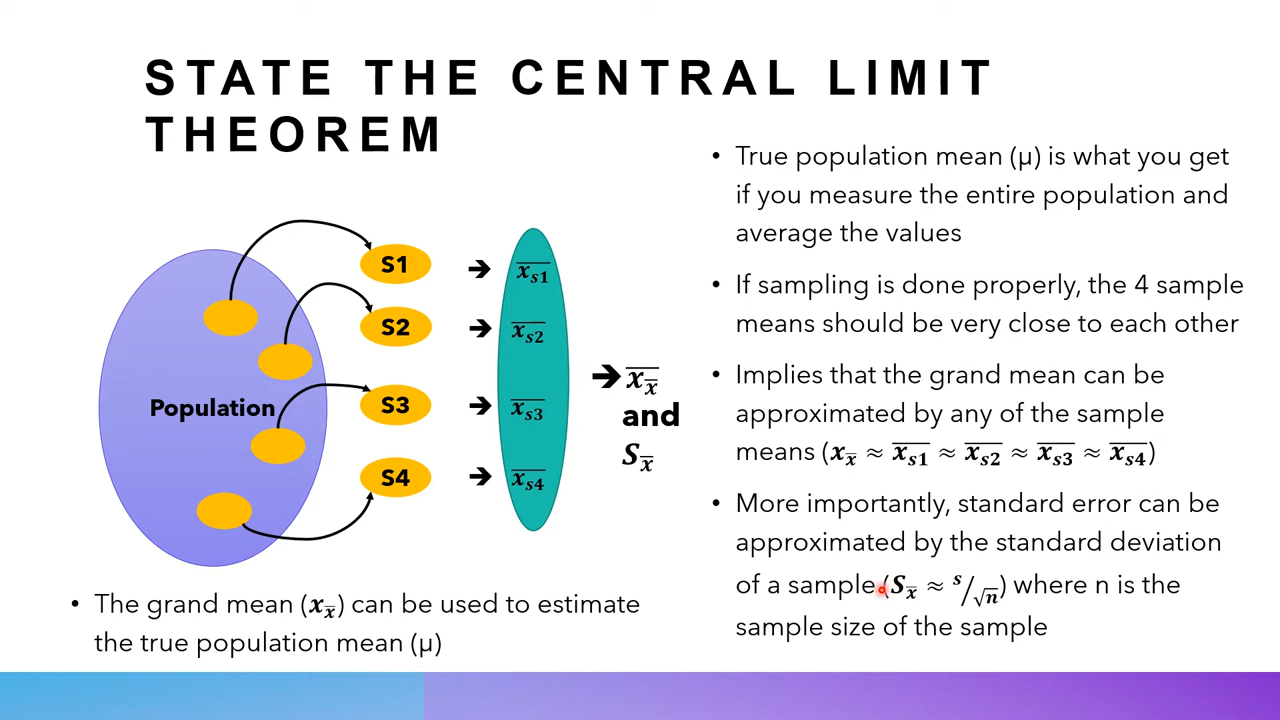 STATE THE CENTRAL LIMIT
THEOREM
Population
S1
S2
S3
S4
➔ x̅ₛ₁
➔ x̅ₛ₂
➔ x̅ₛ₃
➔ x̅ₛ₄
➔ x̅_x̅
and
S_x̅
• The grand mean (x_x̅) can be used to estimate
the true population mean (µ)
• True population mean (µ) is what you get
if you measure the entire population and
average the values
• If sampling is done properly, the 4 sample
means should be very close to each other
• Implies that the grand mean can be
approximated by any of the sample
means (x_x̅ ≈ x̅ₛ₁ ≈ x̅ₛ₂ ≈ x̅ₛ₃ ≈ x̅ₛ₄)
• More importantly, standard error can be
approximated by the standard deviation
of a sample (S_x̅ ≈ s/√n) where n is the
sample size of the sample